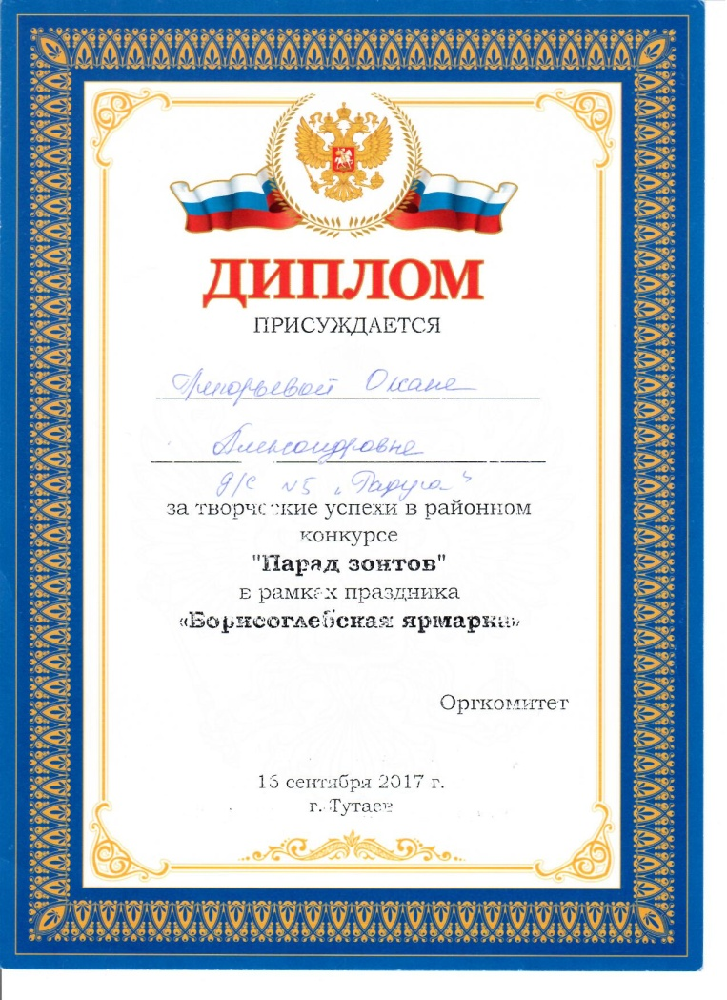 ДИПЛОМ
ПРИСУЖДАЕТСЯ
Григорьевой Оксане
Александровне
д/с №5 „Радуга“
за творческие успехи в районном
конкурсе
"Парад зонтов"
в рамках праздника
«Борисоглебская ярмарка»
Оргкомитет
16 сентября 2017 г.
г. Тутаев